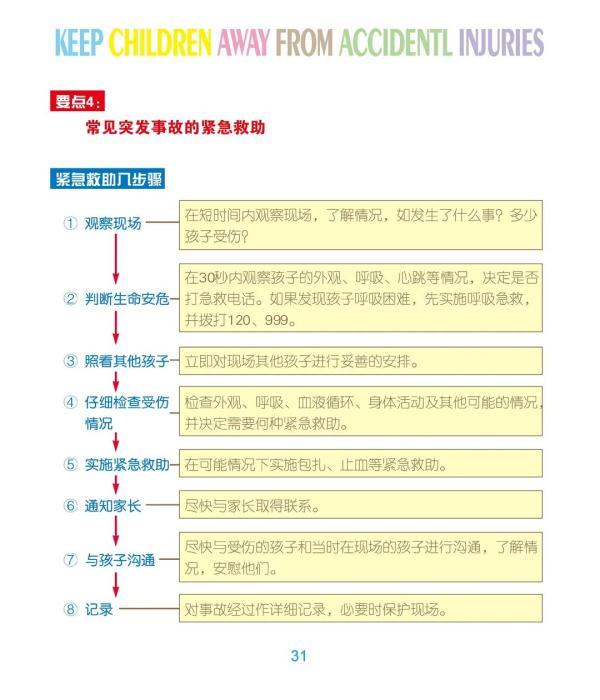 KEEP CHILDREN AWAY FROM ACCIDENTL INJURIES
要点4：
常见突发事故的紧急救助
紧急救助八步骤
① 观察现场
在短时间内观察现场，了解情况，如发生了什么事？多少
孩子受伤？
② 判断生命安危
在30秒内观察孩子的外观、呼吸、心跳等情况，决定是否
打急救电话。如果发现孩子呼吸困难，先实施呼吸急救，
并拨打120、999。
③ 照看其他孩子
立即对现场其他孩子进行妥善的安排。
④ 仔细检查受伤
情况
检查外观、呼吸、血液循环、身体活动及其他可能的情况，
并决定需要何种紧急救助。
⑤ 实施紧急救助
在可能情况下实施包扎、止血等紧急救助。
⑥ 通知家长
尽快与家长取得联系。
⑦ 与孩子沟通
尽快与受伤的孩子和当时在现场的孩子进行沟通，了解情
况，安慰他们。
⑧ 记录
对事故经过作详细记录，必要时保护现场。
31